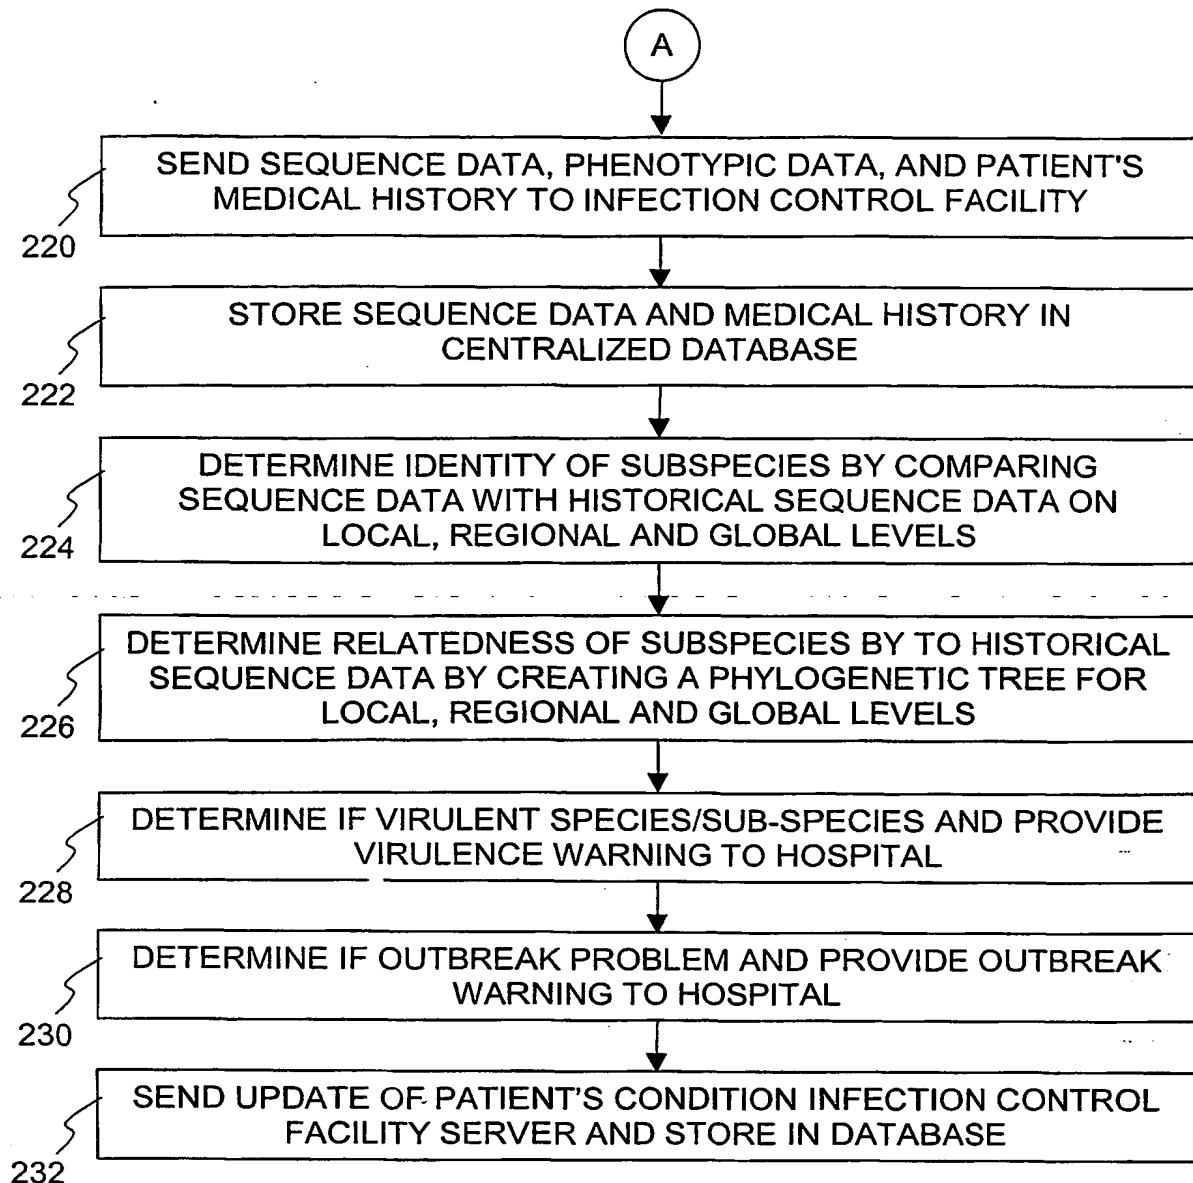 A
SEND SEQUENCE DATA, PHENOTYPIC DATA, AND PATIENT'S
MEDICAL HISTORY TO INFECTION CONTROL FACILITY
220
STORE SEQUENCE DATA AND MEDICAL HISTORY IN
CENTRALIZED DATABASE
222
DETERMINE IDENTITY OF SUBSPECIES BY COMPARING
SEQUENCE DATA WITH HISTORICAL SEQUENCE DATA ON
LOCAL, REGIONAL AND GLOBAL LEVELS
224
DETERMINE RELATEDNESS OF SUBSPECIES BY TO HISTORICAL
SEQUENCE DATA BY CREATING A PHYLOGENETIC TREE FOR
LOCAL, REGIONAL AND GLOBAL LEVELS
226
DETERMINE IF VIRULENT SPECIES/SUB-SPECIES AND PROVIDE
VIRULENCE WARNING TO HOSPITAL
228
DETERMINE IF OUTBREAK PROBLEM AND PROVIDE OUTBREAK
WARNING TO HOSPITAL
230
SEND UPDATE OF PATIENT'S CONDITION INFECTION CONTROL
FACILITY SERVER AND STORE IN DATABASE
232